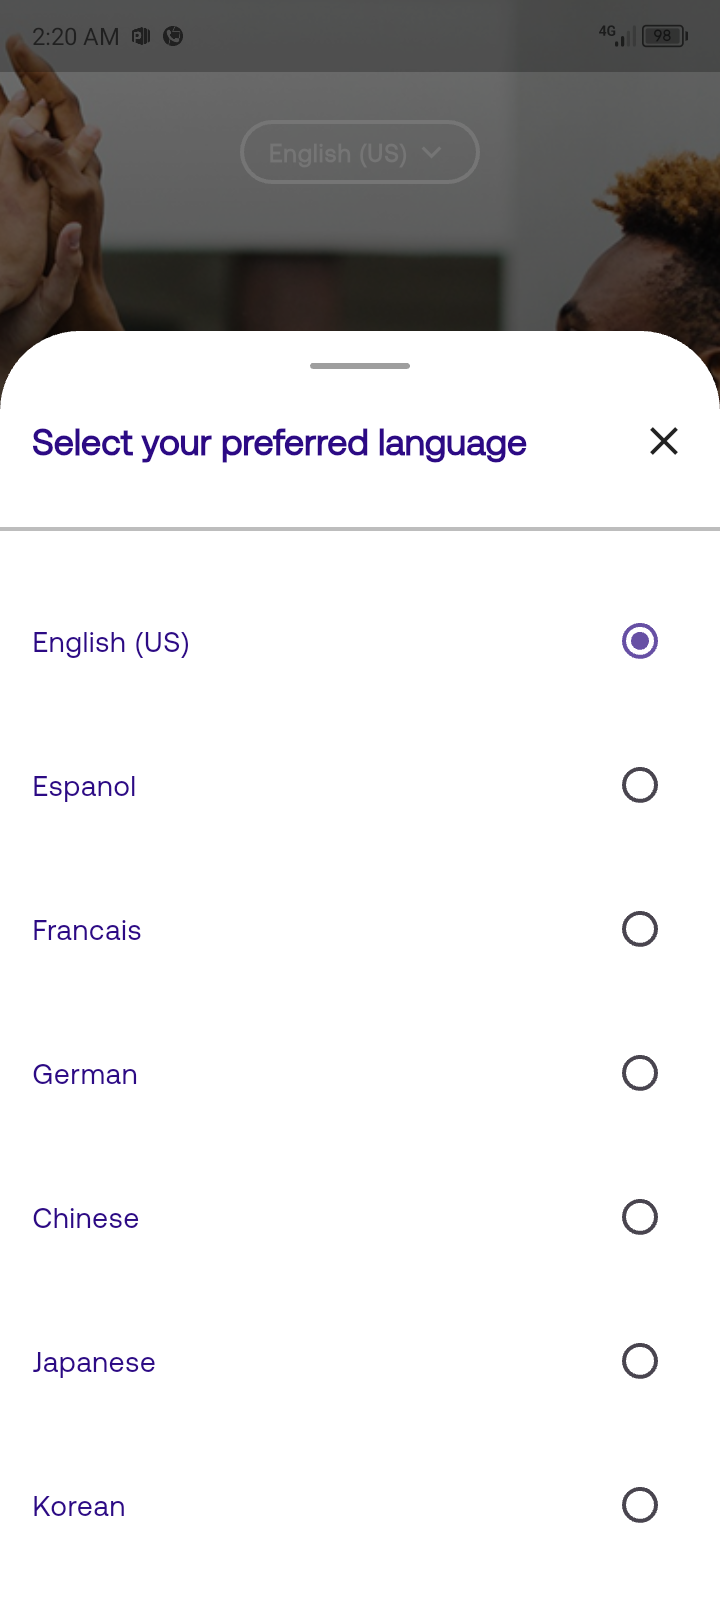 2:20 AM
4G
98
English (US)
Select your preferred language
English (US)
Espanol
Francais
German
Chinese
Japanese
Korean